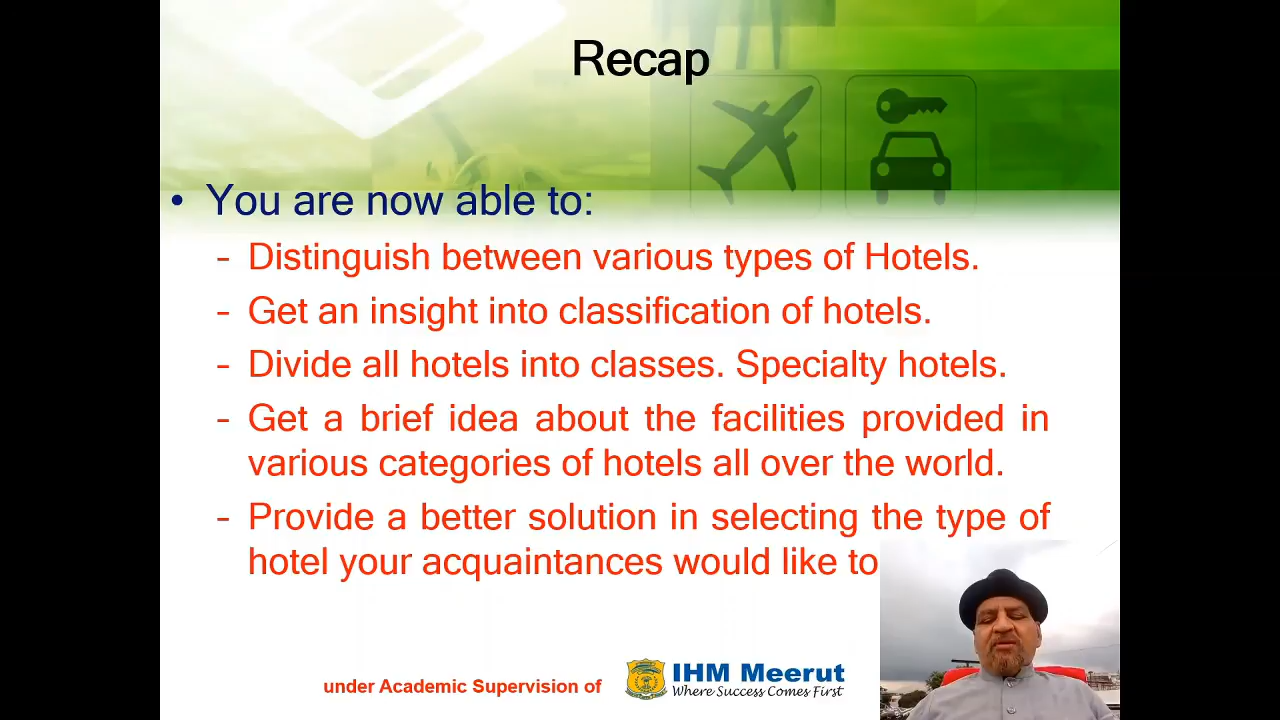 Recap
• You are now able to:
- Distinguish between various types of Hotels.
- Get an insight into classification of hotels.
- Divide all hotels into classes. Specialty hotels.
- Get a brief idea about the facilities provided in
various categories of hotels all over the world.
- Provide a better solution in selecting the type of
hotel your acquaintances would like to
under Academic Supervision of
IHM Meerut
Where Success Comes First